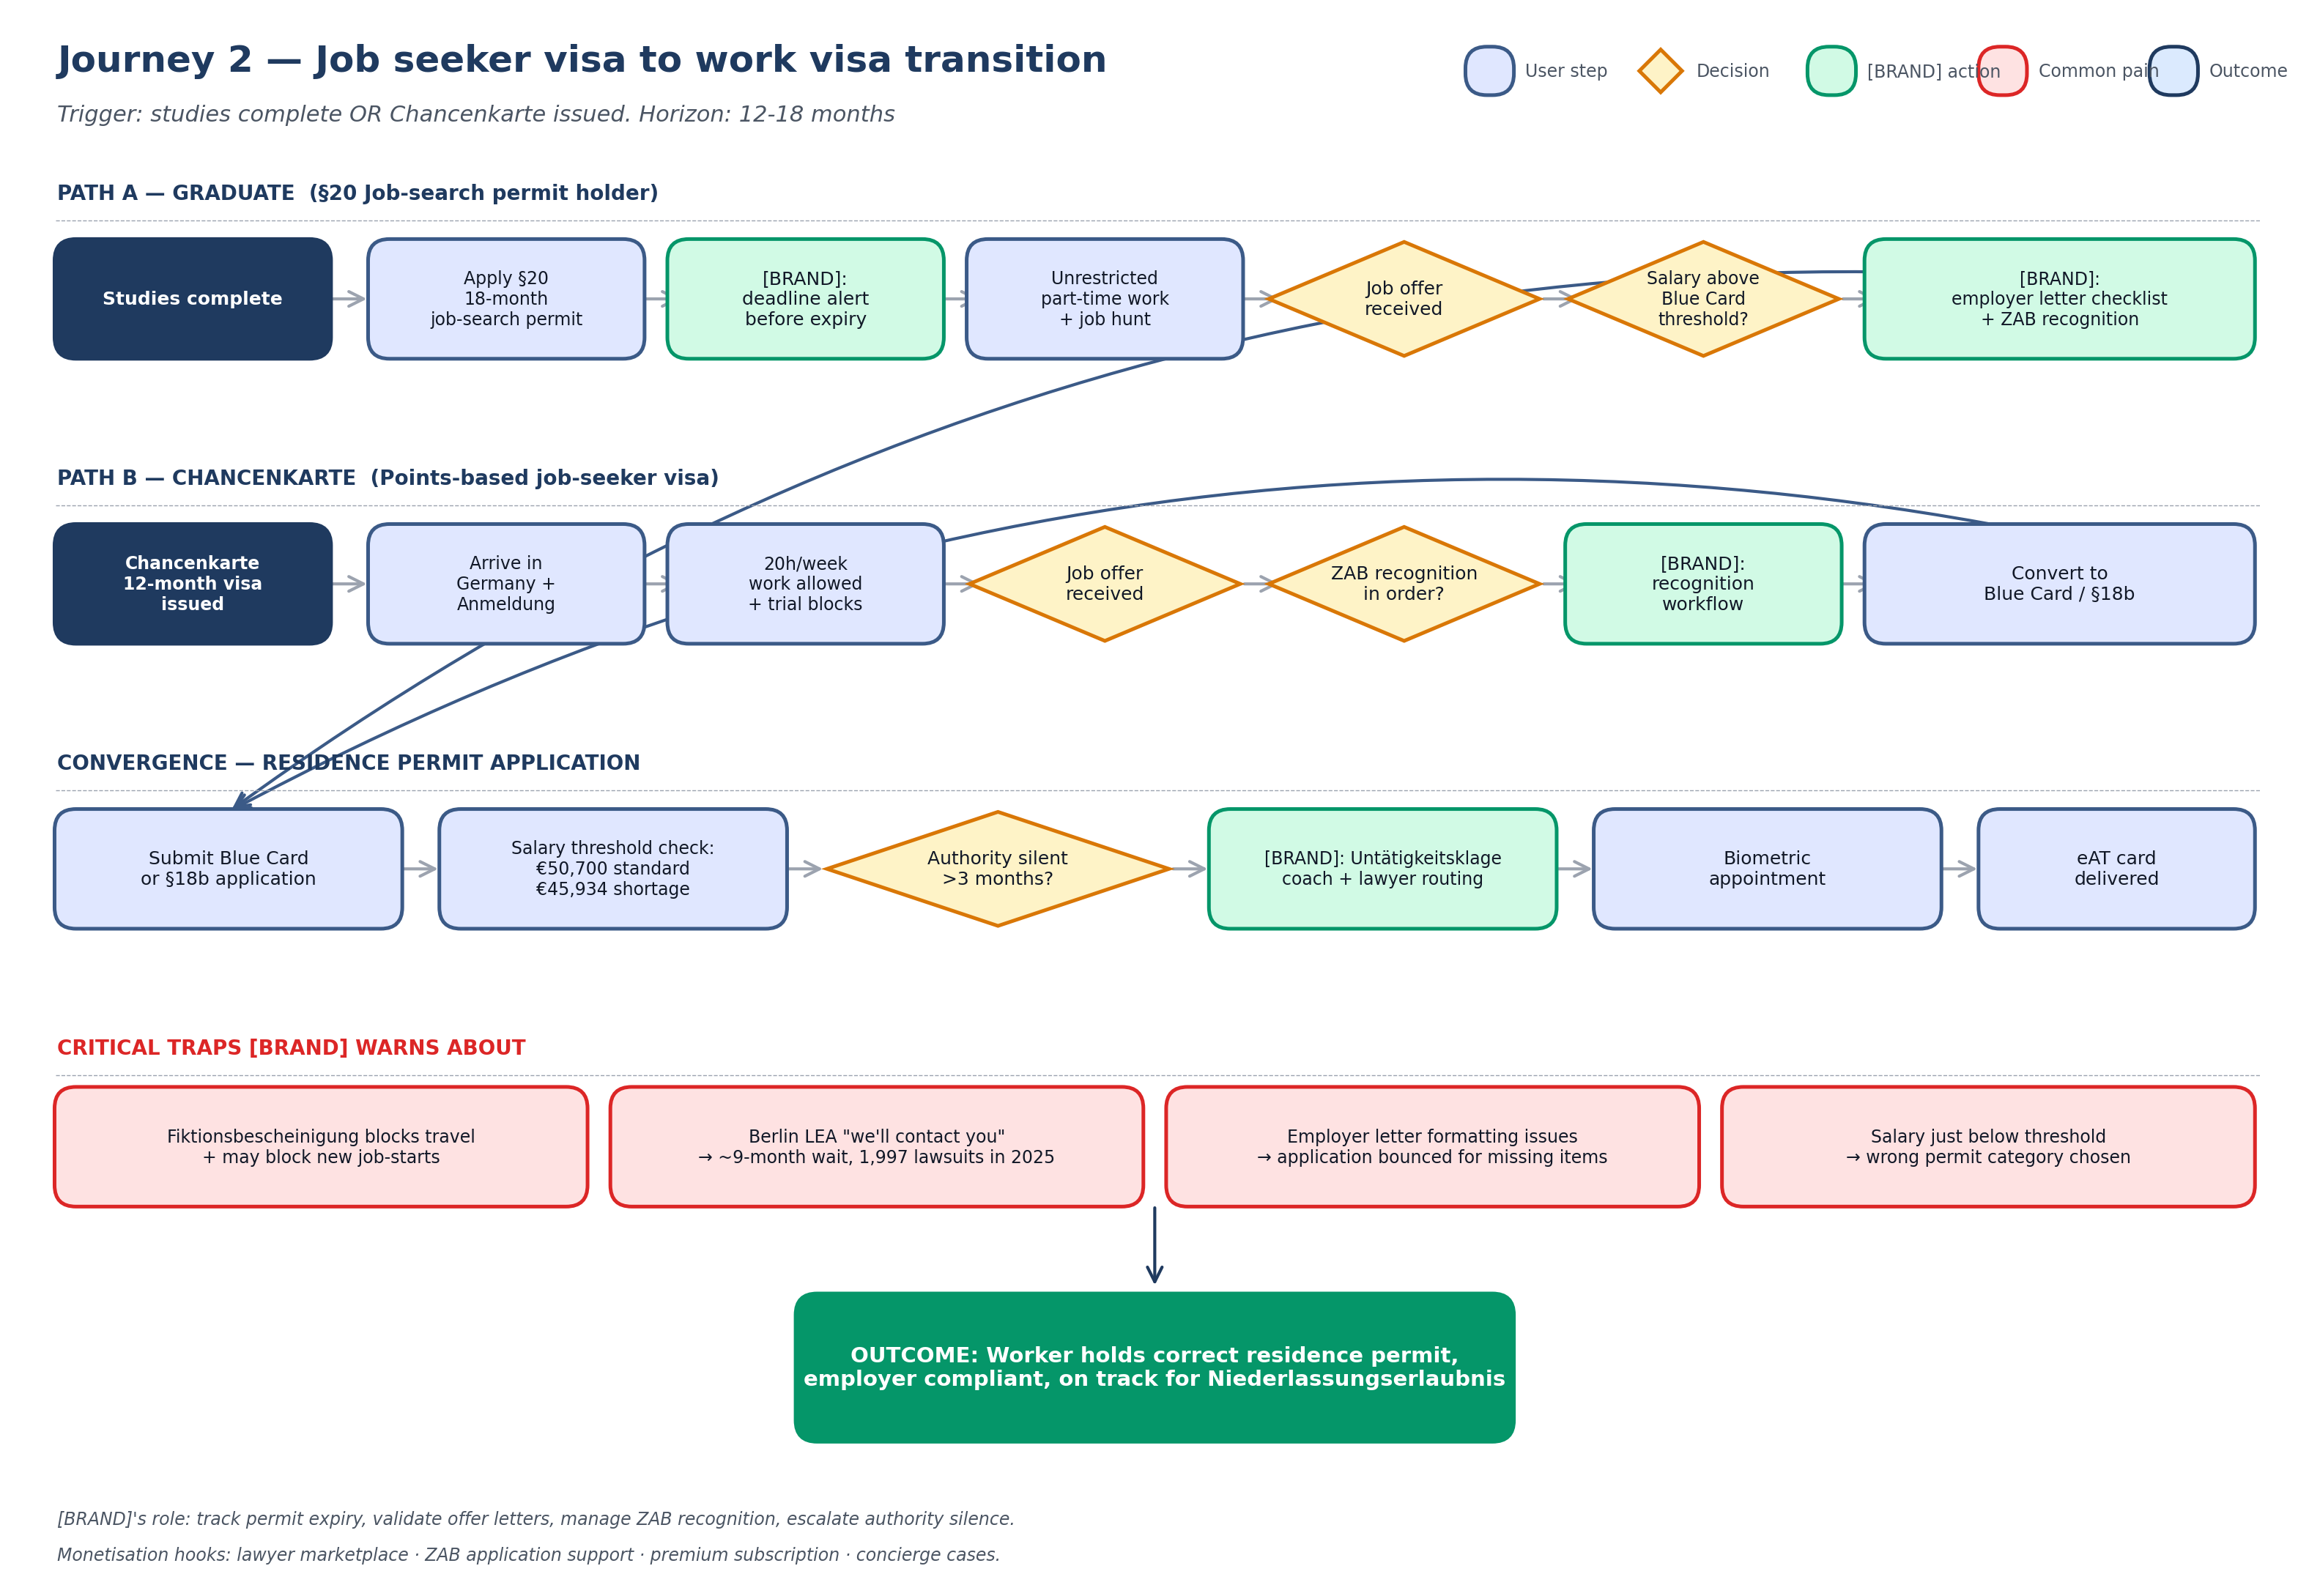 Journey 2 — Job seeker visa to work visa transition
User step
Decision
[BRAND] action
Common pain
Outcome
Trigger: studies complete OR Chancenkarte issued. Horizon: 12-18 months
PATH A — GRADUATE (§20 Job-search permit holder)
Studies complete
Apply §20
18-month
job-search permit
[BRAND]:
deadline alert
before expiry
Unrestricted
part-time work
+ job hunt
Job offer
received
Salary above
Blue Card
threshold?
[BRAND]:
employer letter checklist
+ ZAB recognition
PATH B — CHANCENKARTE (Points-based job-seeker visa)
Chancenkarte
12-month visa
issued
Arrive in
Germany +
Anmeldung
20h/week
work allowed
+ trial blocks
Job offer
received
ZAB recognition
in order?
[BRAND]:
recognition
workflow
Convert to
Blue Card / §18b
CONVERGENCE — RESIDENCE PERMIT APPLICATION
Submit Blue Card
or §18b application
Salary threshold check:
€50,700 standard
€45,934 shortage
Authority silent
>3 months?
[BRAND]: Untätigkeitsklage
coach + lawyer routing
Biometric
appointment
eAT card
delivered
CRITICAL TRAPS [BRAND] WARNS ABOUT
Fiktionsbescheinigung blocks travel
+ may block new job-starts
Berlin LEA "we'll contact you"
→ ~9-month wait, 1,997 lawsuits in 2025
Employer letter formatting issues
→ application bounced for missing items
Salary just below threshold
→ wrong permit category chosen
OUTCOME: Worker holds correct residence permit,
employer compliant, on track for Niederlassungserlaubnis
[BRAND]'s role: track permit expiry, validate offer letters, manage ZAB recognition, escalate authority silence.
Monetisation hooks: lawyer marketplace · ZAB application support · premium subscription · concierge cases.